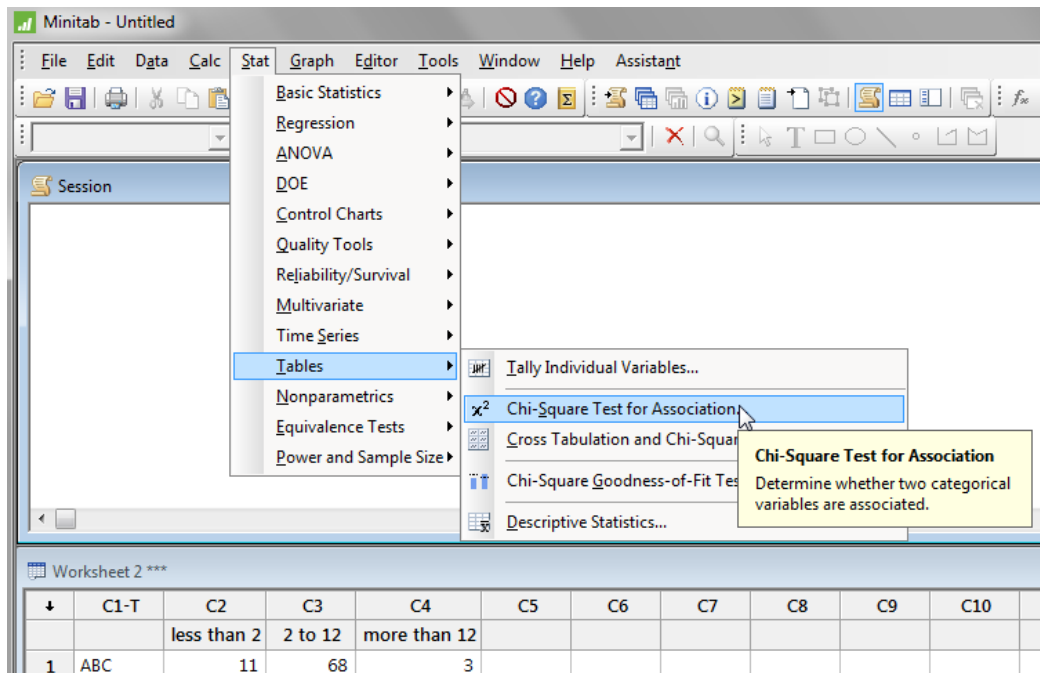 Minitab - Untitled
File Edit Data Calc Stat Graph Editor Tools Window Help Assistant
Session
Basic Statistics
Regression
ANOVA
DOE
Control Charts
Quality Tools
Reliability/Survival
Multivariate
Time Series
Tables
Nonparametrics
Equivalence Tests
Power and Sample Size
Tally Individual Variables...
x² Chi-Square Test for Association
Cross Tabulation and
Chi-Square Goodness-of-Fit
Descriptive Statistics...
Chi-Square Test for Association
Determine whether two categorical
variables are associated.
Worksheet 2 ***
C1-T C2 C3 C4 C5 C6 C7 C8 C9 C10
less than 2 2 to 12 more than 12
1 ABC 11 68 3